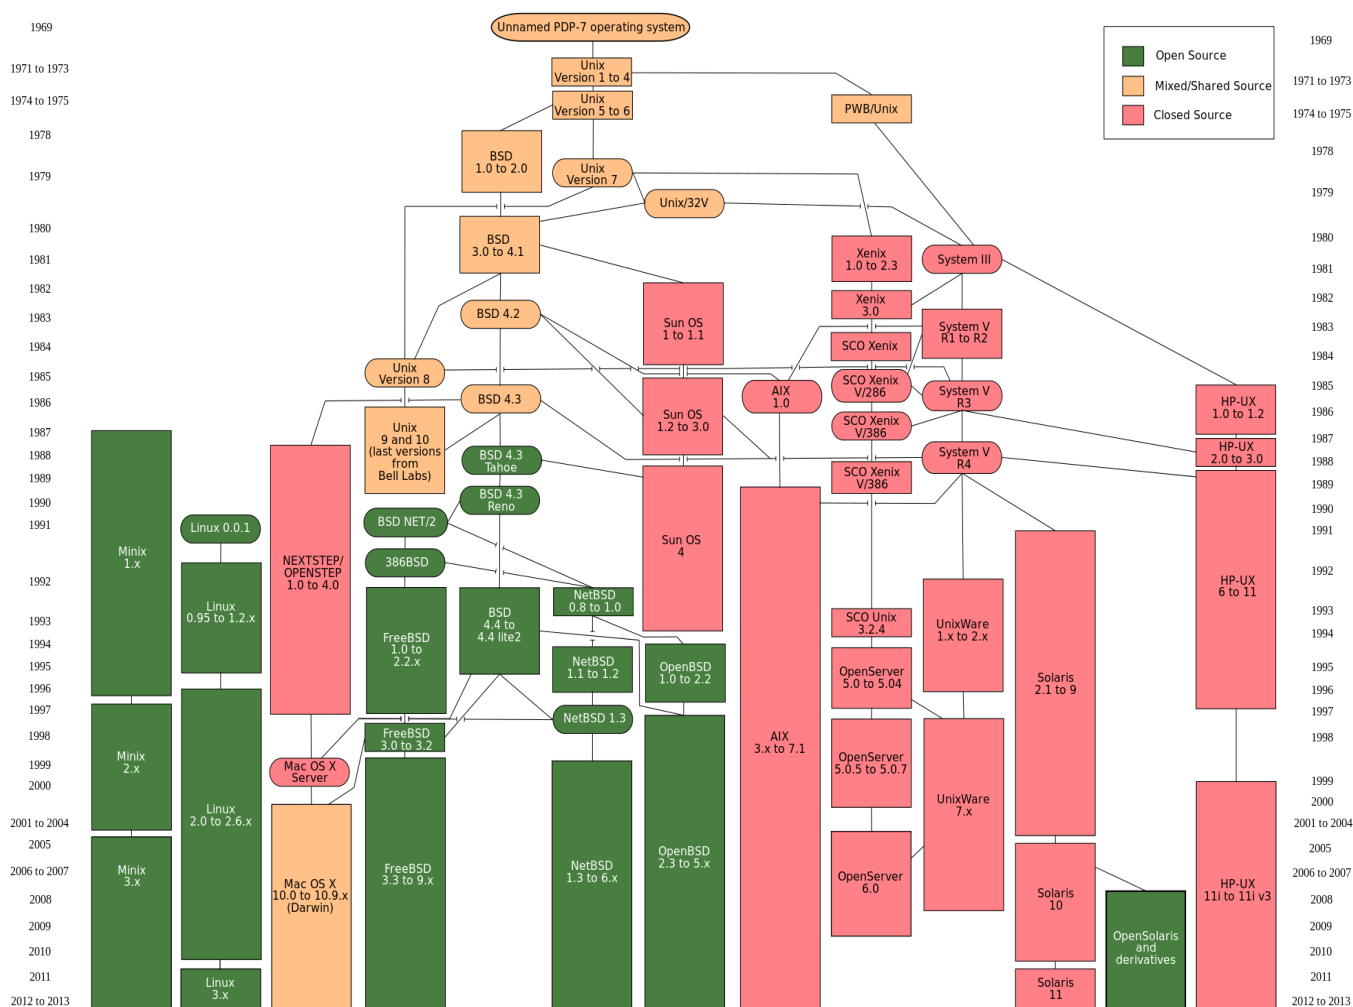 Unnamed PDP-7 operating system
1969
1969
Open Source
Mixed/Shared Source
Closed Source
1971 to 1973
Unix
Version 1 to 4
1971 to 1973
1974 to 1975
Unix
Version 5 to 6
PWB/Unix
1974 to 1975
1978
BSD
1.0 to 2.0
1978
1979
Unix
Version 7
1979
Unix/32V
1980
BSD
3.0 to 4.1
1980
1981
Xenix
1.0 to 2.3
System III
1981
1982
Xenix
3.0
1982
1983
BSD 4.2
Sun OS
1 to 1.1
System V
R1 to R2
1983
1984
SCO Xenix
1984
1985
Unix
Version 8
SCO Xenix
V/286
1985
1986
BSD 4.3
AIX
1.0
System V
R3
HP-UX
1.0 to 1.2
1986
1987
Unix
9 and 10
(last versions
from
Bell Labs)
Sun OS
1.2 to 3.0
SCO Xenix
V/386
1987
1988
BSD 4.3
Tahoe
System V
R4
HP-UX
2.0 to 3.0
1988
1989
SCO Xenix
V/386
1989
1990
BSD 4.3
Reno
1990
1991
Linux 0.0.1
BSD NET/2
1991
Minix
1.x
NEXTSTEP/
OPENSTEP
1.0 to 4.0
386BSD
Sun OS
4
1992
1992
HP-UX
6 to 11
Linux
0.95 to 1.2.x
NetBSD
0.8 to 1.0
1993
BSD
4.4 to
4.4 lite2
SCO Unix
3.2.4
UnixWare
1.x to 2.x
1993
1994
FreeBSD
1.0 to
2.2.x
1994
1995
NetBSD
1.1 to 1.2
OpenBSD
1.0 to 2.2
OpenServer
5.0 to 5.04
Solaris
2.1 to 9
1995
1996
1996
1997
NetBSD 1.3
1997
1998
FreeBSD
3.0 to 3.2
AIX
3.x to 7.1
1998
1999
Minix
2.x
Mac OS X
Server
OpenServer
5.0.5 to 5.0.7
1999
2000
2000
2001 to 2004
Linux
2.0 to 2.6.x
UnixWare
7.x
2001 to 2004
2005
2005
2006 to 2007
Minix
3.x
FreeBSD
3.3 to 9.x
NetBSD
1.3 to 6.x
OpenBSD
2.3 to 5.x
OpenServer
6.0
2006 to 2007
2008
Mac OS X
10.0 to 10.9.x
(Darwin)
Solaris
10
HP-UX
11i to 11i v3
2008
2009
2009
2010
OpenSolaris
and
derivatives
2010
2011
Linux
3.x
Solaris
11
2011
2012 to 2013
2012 to 2013